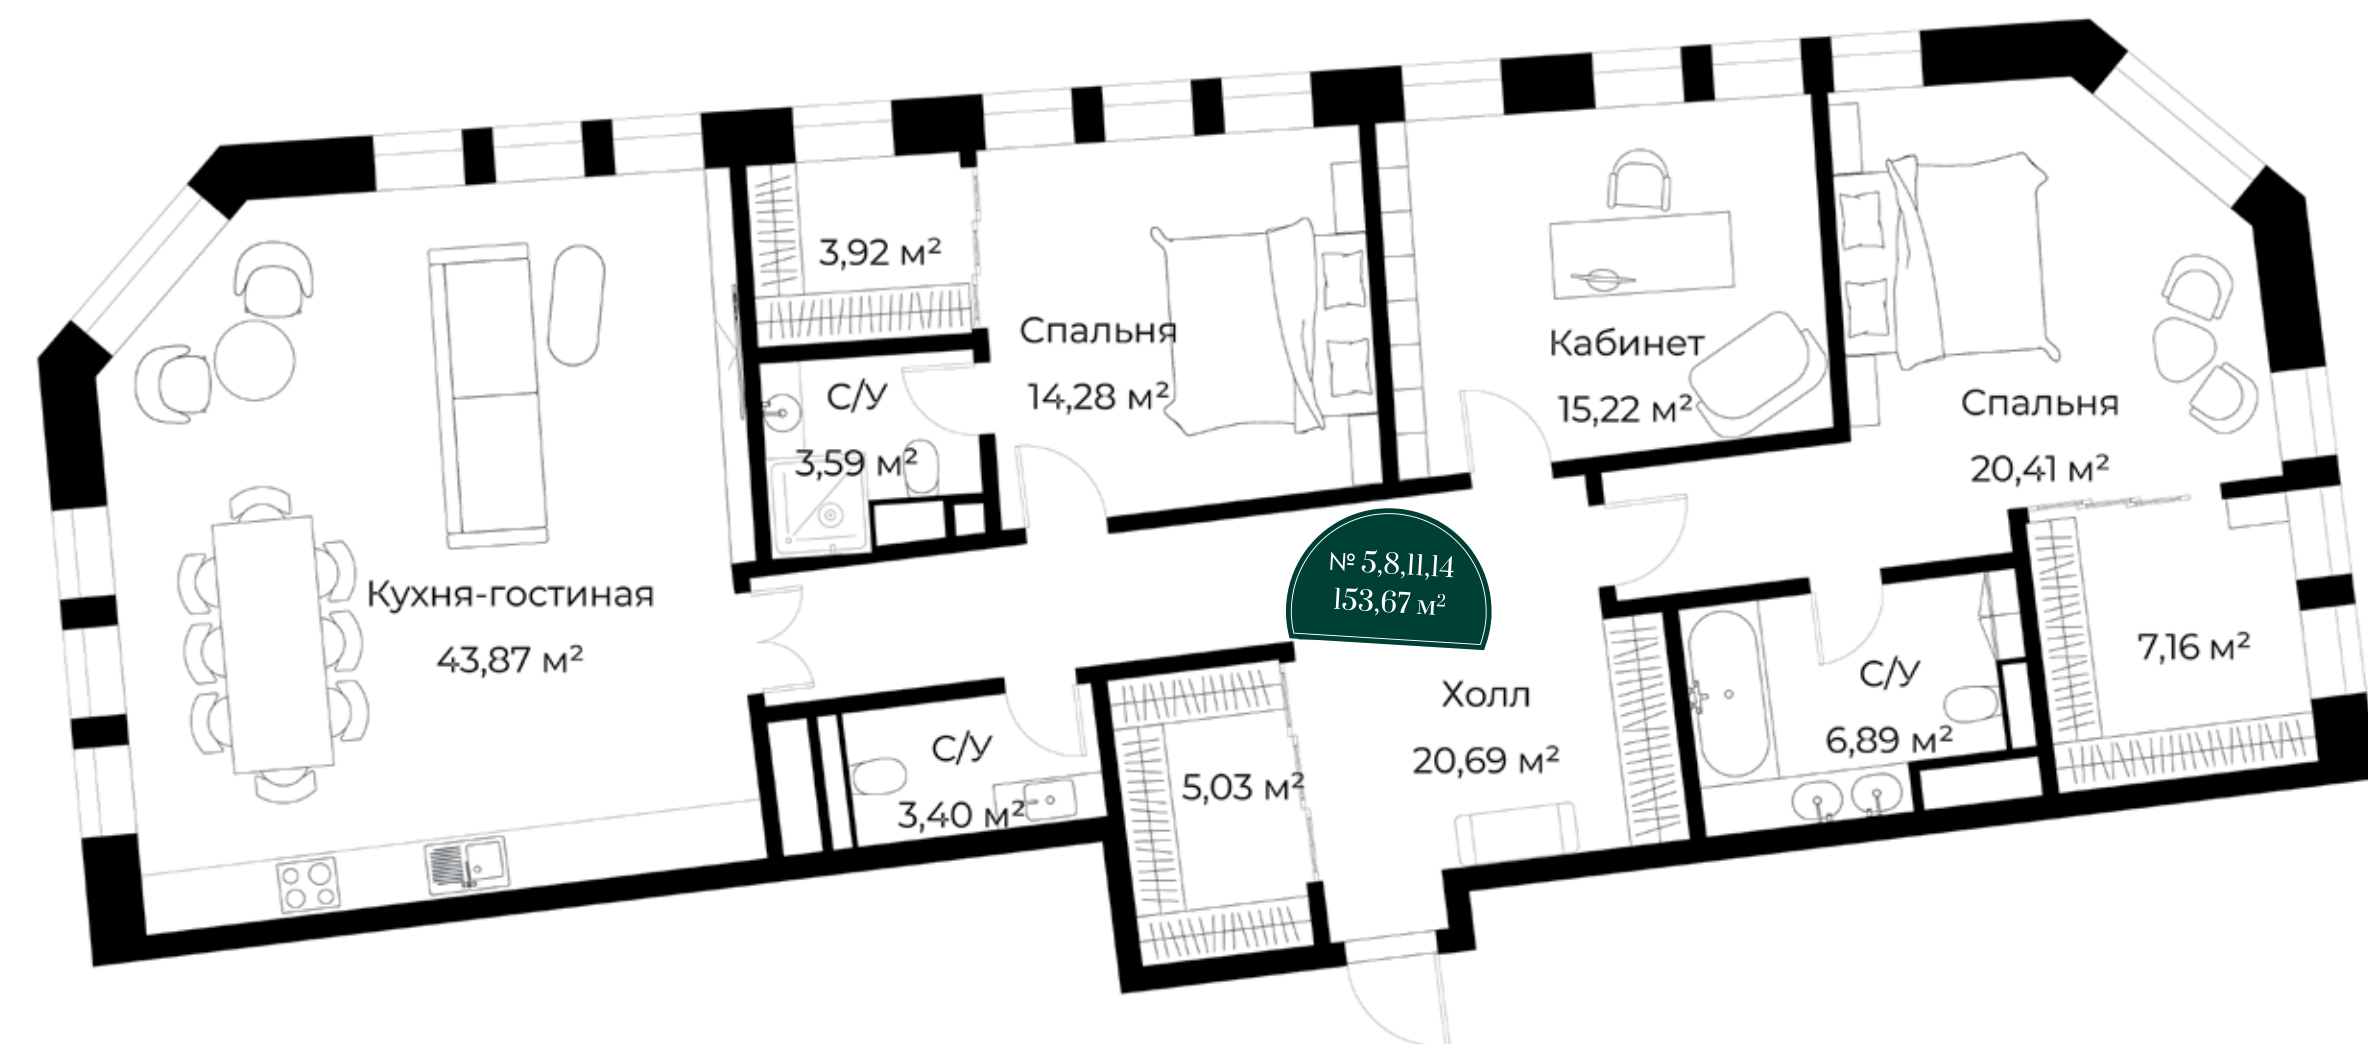 3,92 м²
Спальня
14,28 м²
С/У
3,59 м²
Кабинет
15,22 м²
Спальня
20,41 м²
Кухня-гостиная
43,87 м²
№ 5,8,11,14
153,67 м²
Холл
20,69 м²
С/У
3,40 м²
5,03 м²
С/У
6,89 м²
7,16 м²